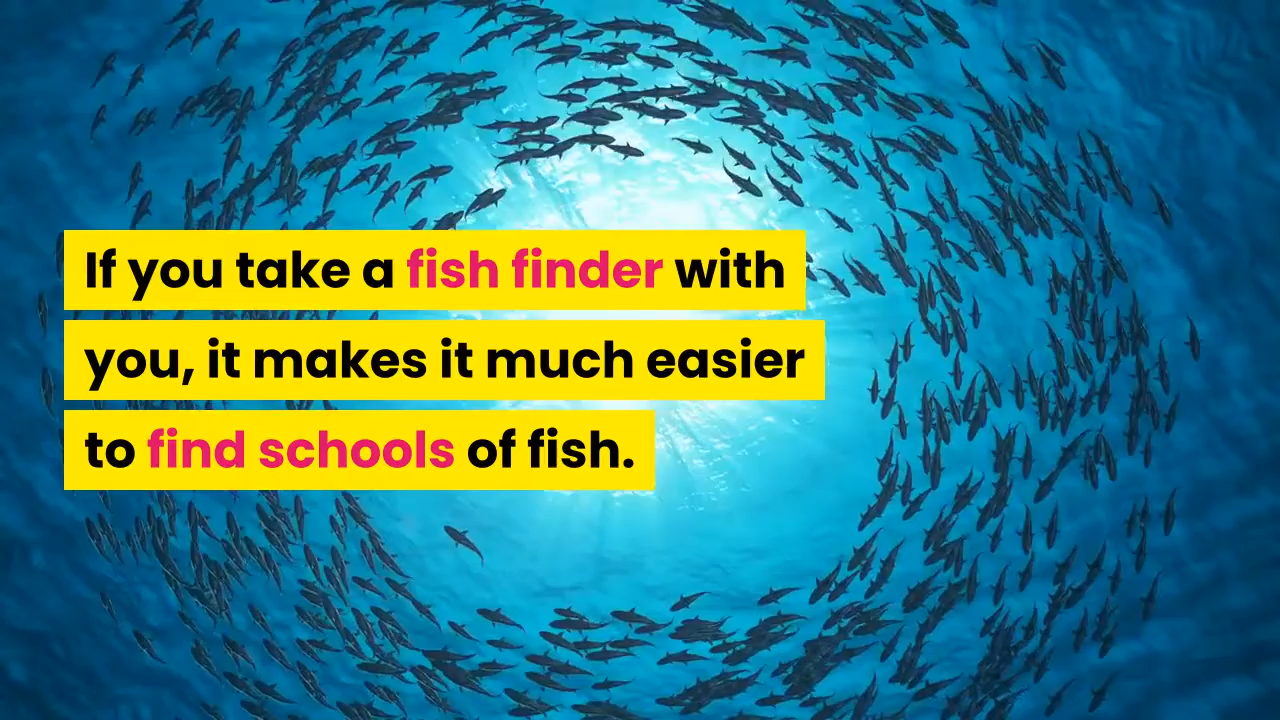 If you take a fish finder with
you, it makes it much easier
to find schools of fish.